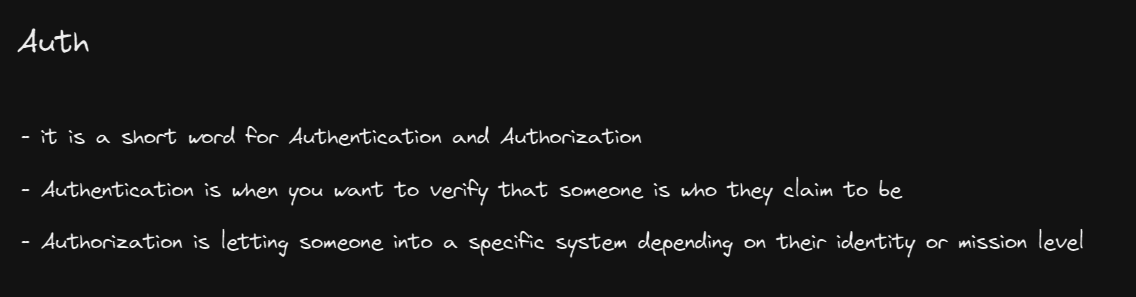 Auth
- it is a short word for Authentication and Authorization
- Authentication is when you want to verify that someone is who they claim to be
- Authorization is letting someone into a specific system depending on their identity or mission level